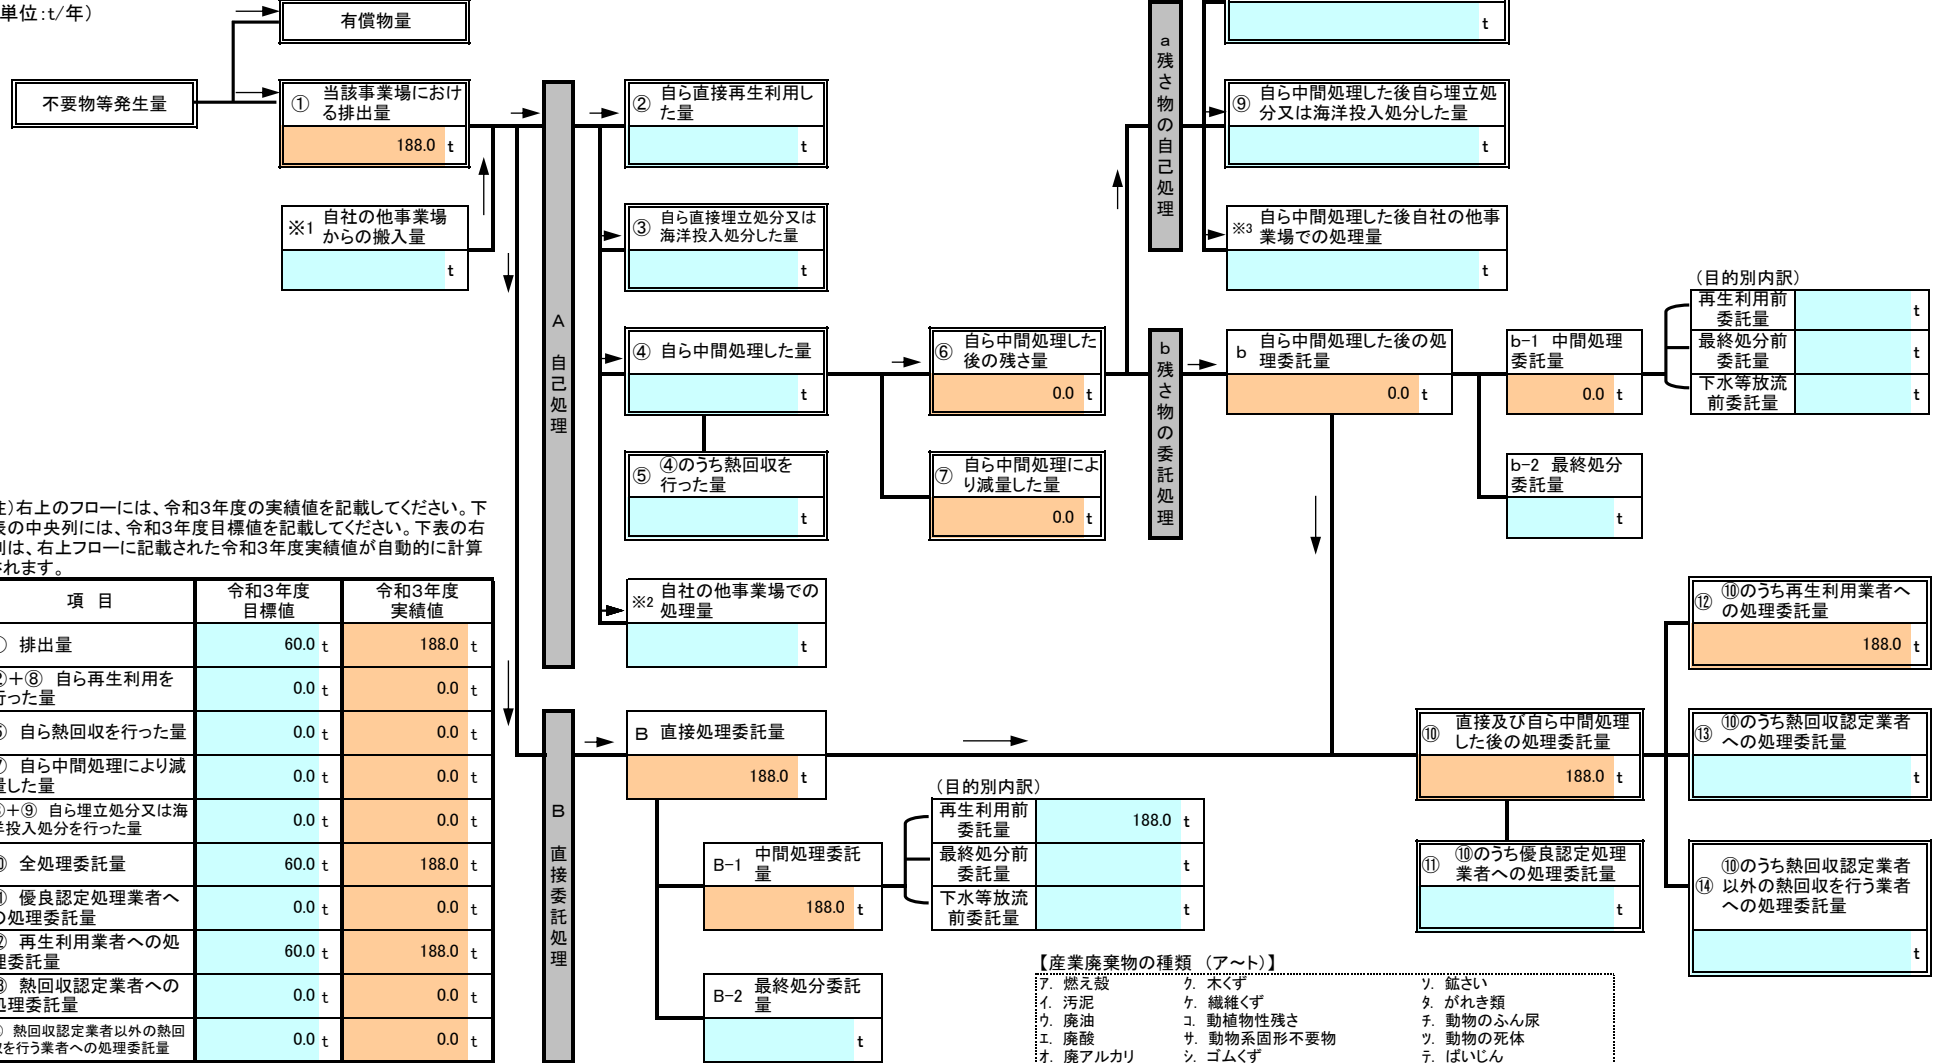 単位:t/年)
有償物量
不要物等発生量
① 当該事業場におけ
る排出量
188.0 t
※1 自社の他事業場
からの搬入量
t
A 自己処理
② 自ら直接再生利用し
た量
t
③ 自ら直接埋立処分又は
海洋投入処分した量
t
④ 自ら中間処理した量
t
⑤ ④のうち熱回収を
行った量
t
※2 自社の他事業場での
処理量
t
⑥ 自ら中間処理した
後の残さ量
0.0 t
⑦ 自ら中間処理によ
り減量した量
0.0 t
a残さ物の自己処理
t
⑨ 自ら中間処理した後自ら埋立処
分又は海洋投入処分した量
t
※3 自ら中間処理した後自社の他事
業場での処理量
t
b残さ物の委託処理
b 自ら中間処理した後の処
理委託量
0.0 t
b-1 中間処理
委託量
0.0 t
b-2 最終処分
委託量
t
(目的別内訳)
再生利用前
委託量 t
最終処分前
委託量 t
下水等放流
前委託量 t
)右上のフローには、令和3年度の実績値を記載してください。下
表の中央列には、令和3年度目標値を記載してください。下表の右
列は、右上フローに記載された令和3年度実績値が自動的に計算
されます。
項 目 令和3年度
目標値 令和3年度
実績値
排出量 60.0 t 188.0 t
②+⑧ 自ら再生利用を
行った量 0.0 t 0.0 t
自ら熱回収を行った量 0.0 t 0.0 t
自ら中間処理により減
量した量 0.0 t 0.0 t
+⑨ 自ら埋立処分又は海
洋投入処分を行った量 0.0 t 0.0 t
全処理委託量 60.0 t 188.0 t
優良認定処理業者へ
の処理委託量 0.0 t 0.0 t
再生利用業者への処
理委託量 60.0 t 188.0 t
熱回収認定業者への
処理委託量 0.0 t 0.0 t
熱回収認定業者以外の熱回
収を行う業者への処理委託量 0.0 t 0.0 t
B 直接委託処理
B 直接処理委託量
188.0 t
B-1 中間処理委託
量
188.0 t
B-2 最終処分委託
量
t
(目的別内訳)
再生利用前
委託量 188.0 t
最終処分前
委託量 t
下水等放流
前委託量 t
⑩ 直接及び自ら中間処理
した後の処理委託量
188.0 t
⑪ ⑩のうち優良認定処理
業者への処理委託量
t
⑫ ⑩のうち再生利用業者へ
の処理委託量
188.0 t
⑬ ⑩のうち熱回収認定業者
への処理委託量
t
⑭ ⑩のうち熱回収認定業者
以外の熱回収を行う業者
への処理委託量
t
【産業廃棄物の種類 (ア～ト)】
ア. 燃え殻 ク. 木くず ソ. 鉱さい
イ. 汚泥 ケ. 繊維くず タ. がれき類
ウ. 廃油 コ. 動植物性残さ チ. 動物のふん尿
エ. 廃酸 サ. 動物系固形不要物 ツ. 動物の死体
オ. 廃アルカリ シ. ゴムくず テ. ばいじん